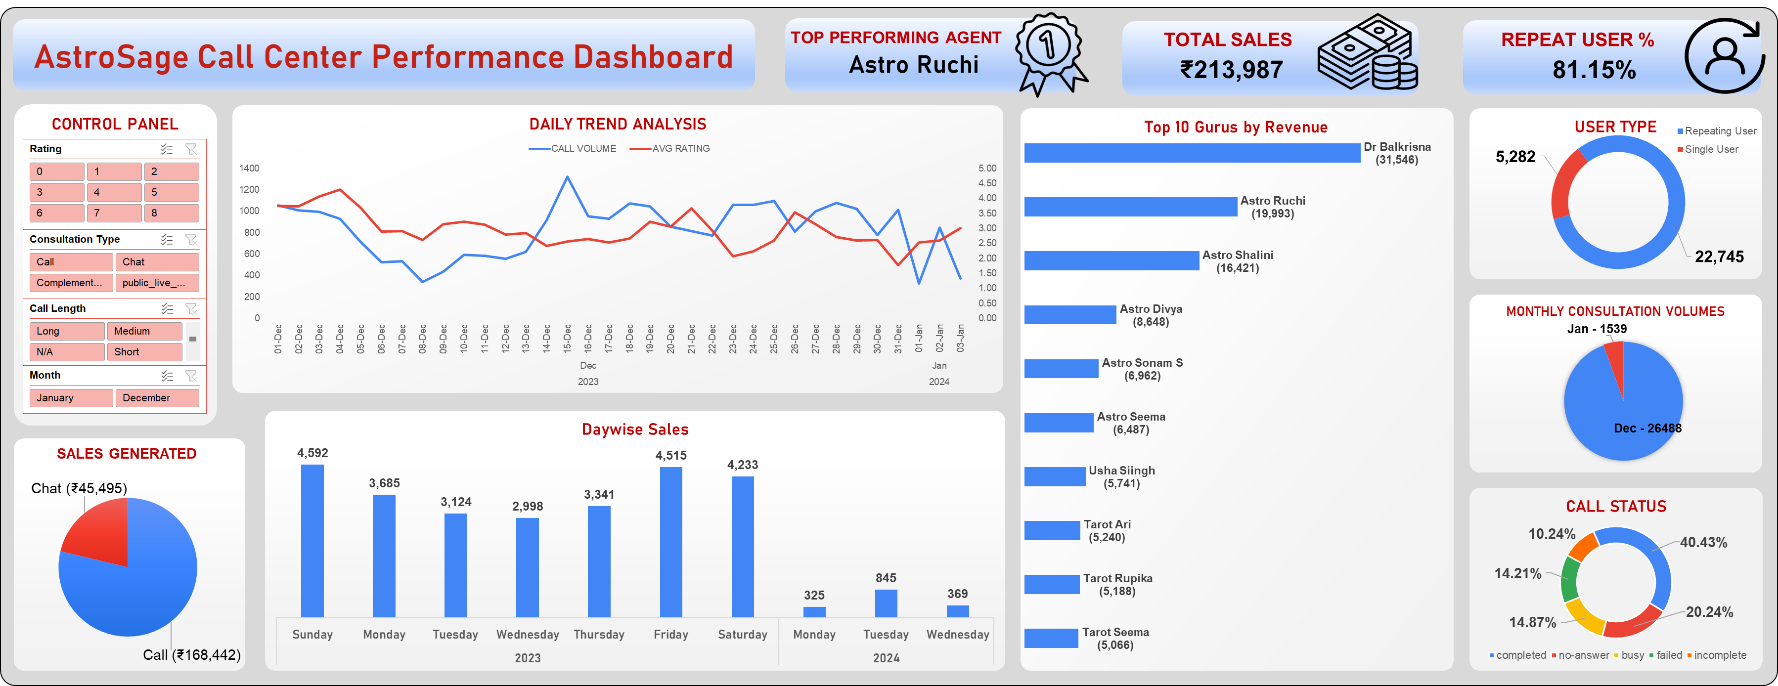 AstroSage Call Center Performance Dashboard
TOP PERFORMING AGENT
Astro Ruchi
1
TOTAL SALES
₹213,987
REPEAT USER %
81.15%
CONTROL PANEL
Rating
0 1 2
3 4 5
6 7 8
Consultation Type
Call Chat
Complement... public_live_...
Call Length
Long Medium
N/A Short
Month
January December
DAILY TREND ANALYSIS
CALL VOLUME AVG RATING
1400
1200
1000
800
600
400
200
0
5.00
4.50
4.00
3.50
3.00
2.50
2.00
1.50
1.00
0.50
0.00
01-Dec 02-Dec 03-Dec 04-Dec 05-Dec 06-Dec 07-Dec 08-Dec 09-Dec 10-Dec 11-Dec 12-Dec 13-Dec 14-Dec 15-Dec 16-Dec 17-Dec 18-Dec 19-Dec 20-Dec 21-Dec 22-Dec 23-Dec 24-Dec 25-Dec 26-Dec 27-Dec 28-Dec 29-Dec 30-Dec 31-Dec 01-Jan 02-Jan 03-Jan
Dec Jan
2023 2024
Top 10 Gurus by Revenue
Dr Balkrisna
(31,546)
Astro Ruchi
(19,993)
Astro Shalini
(16,421)
Astro Divya
(8,648)
Astro Sonam S
(6,962)
Astro Seema
(6,487)
Usha Siingh
(5,741)
Tarot Ari
(5,240)
Tarot Rupika
(5,188)
Tarot Seema
(5,066)
USER TYPE
Repeating User
Single User
5,282
22,745
MONTHLY CONSULTATION VOLUMES
Jan - 1539
Dec - 26488
SALES GENERATED
Chat (₹45,495)
Call (₹168,442)
Daywise Sales
4,592 3,685 3,124 2,998 3,341 4,515 4,233 325 845 369
Sunday Monday Tuesday Wednesday Thursday Friday Saturday Monday Tuesday Wednesday
2023 2024
CALL STATUS
10.24%
40.43%
14.21%
20.24%
14.87%
completed no-answer busy failed incomplete